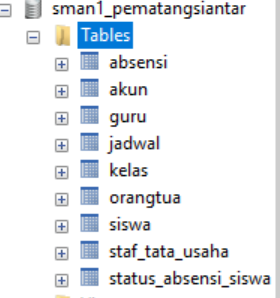 sman1_pematangsiantar
Tables
absensi
akun
guru
jadwal
kelas
orangtua
siswa
staf_tata_usaha
status_absensi_siswa